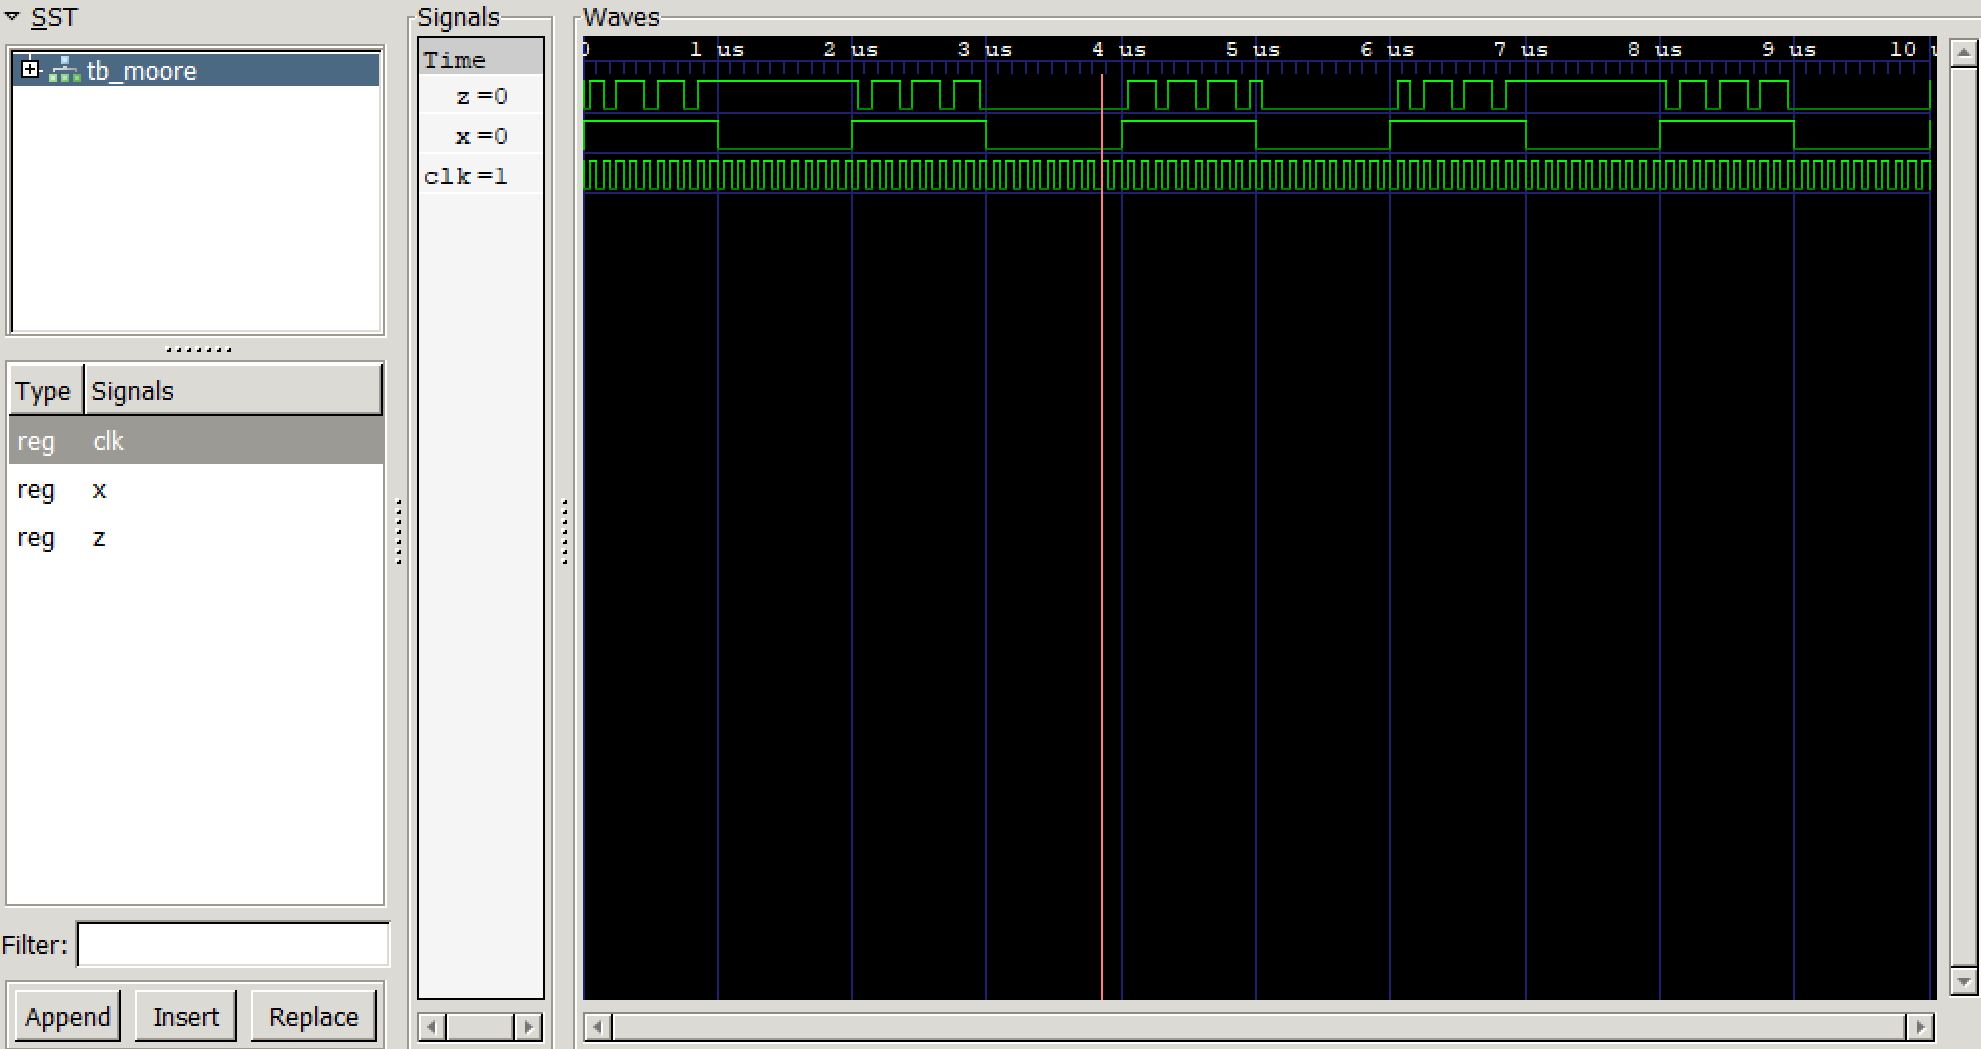 SST
tb_moore
Type Signals
reg clk
reg x
reg z
Filter:
Append Insert Replace
Signals
Time
z =0
x =0
clk =1
Waves
0 1 us 2 us 3 us 4 us 5 us 6 us 7 us 8 us 9 us 10